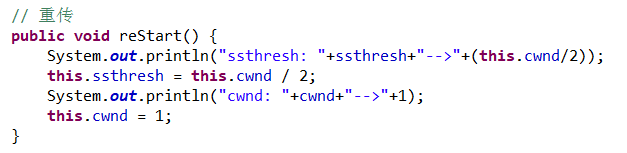 // 重传
public void reStart() {
    System.out.println("ssthresh: "+ssthresh+"-->"+(this.cwnd/2));
    this.ssthresh = this.cwnd / 2;
    System.out.println("cwnd: "+cwnd+"-->"+1);
    this.cwnd = 1;
}